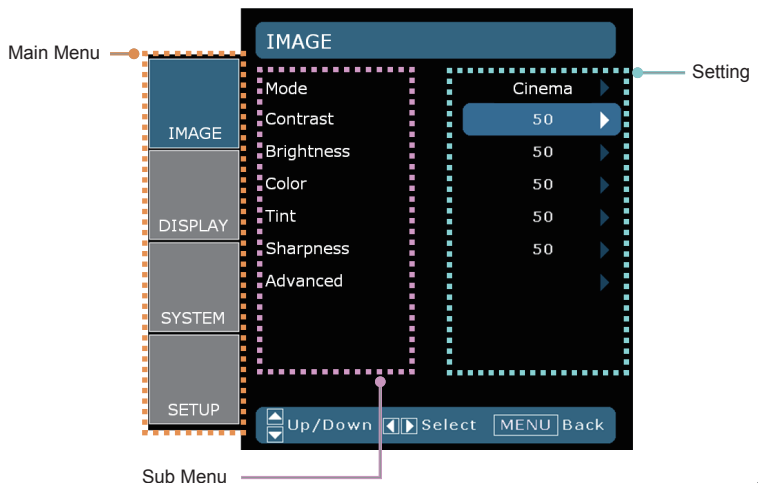 Main Menu
IMAGE
DISPLAY
SYSTEM
SETUP
IMAGE
Mode Cinema
Contrast 50
Brightness 50
Color 50
Tint 50
Sharpness 50
Advanced
Up/Down Select MENU Back
Setting
Sub Menu